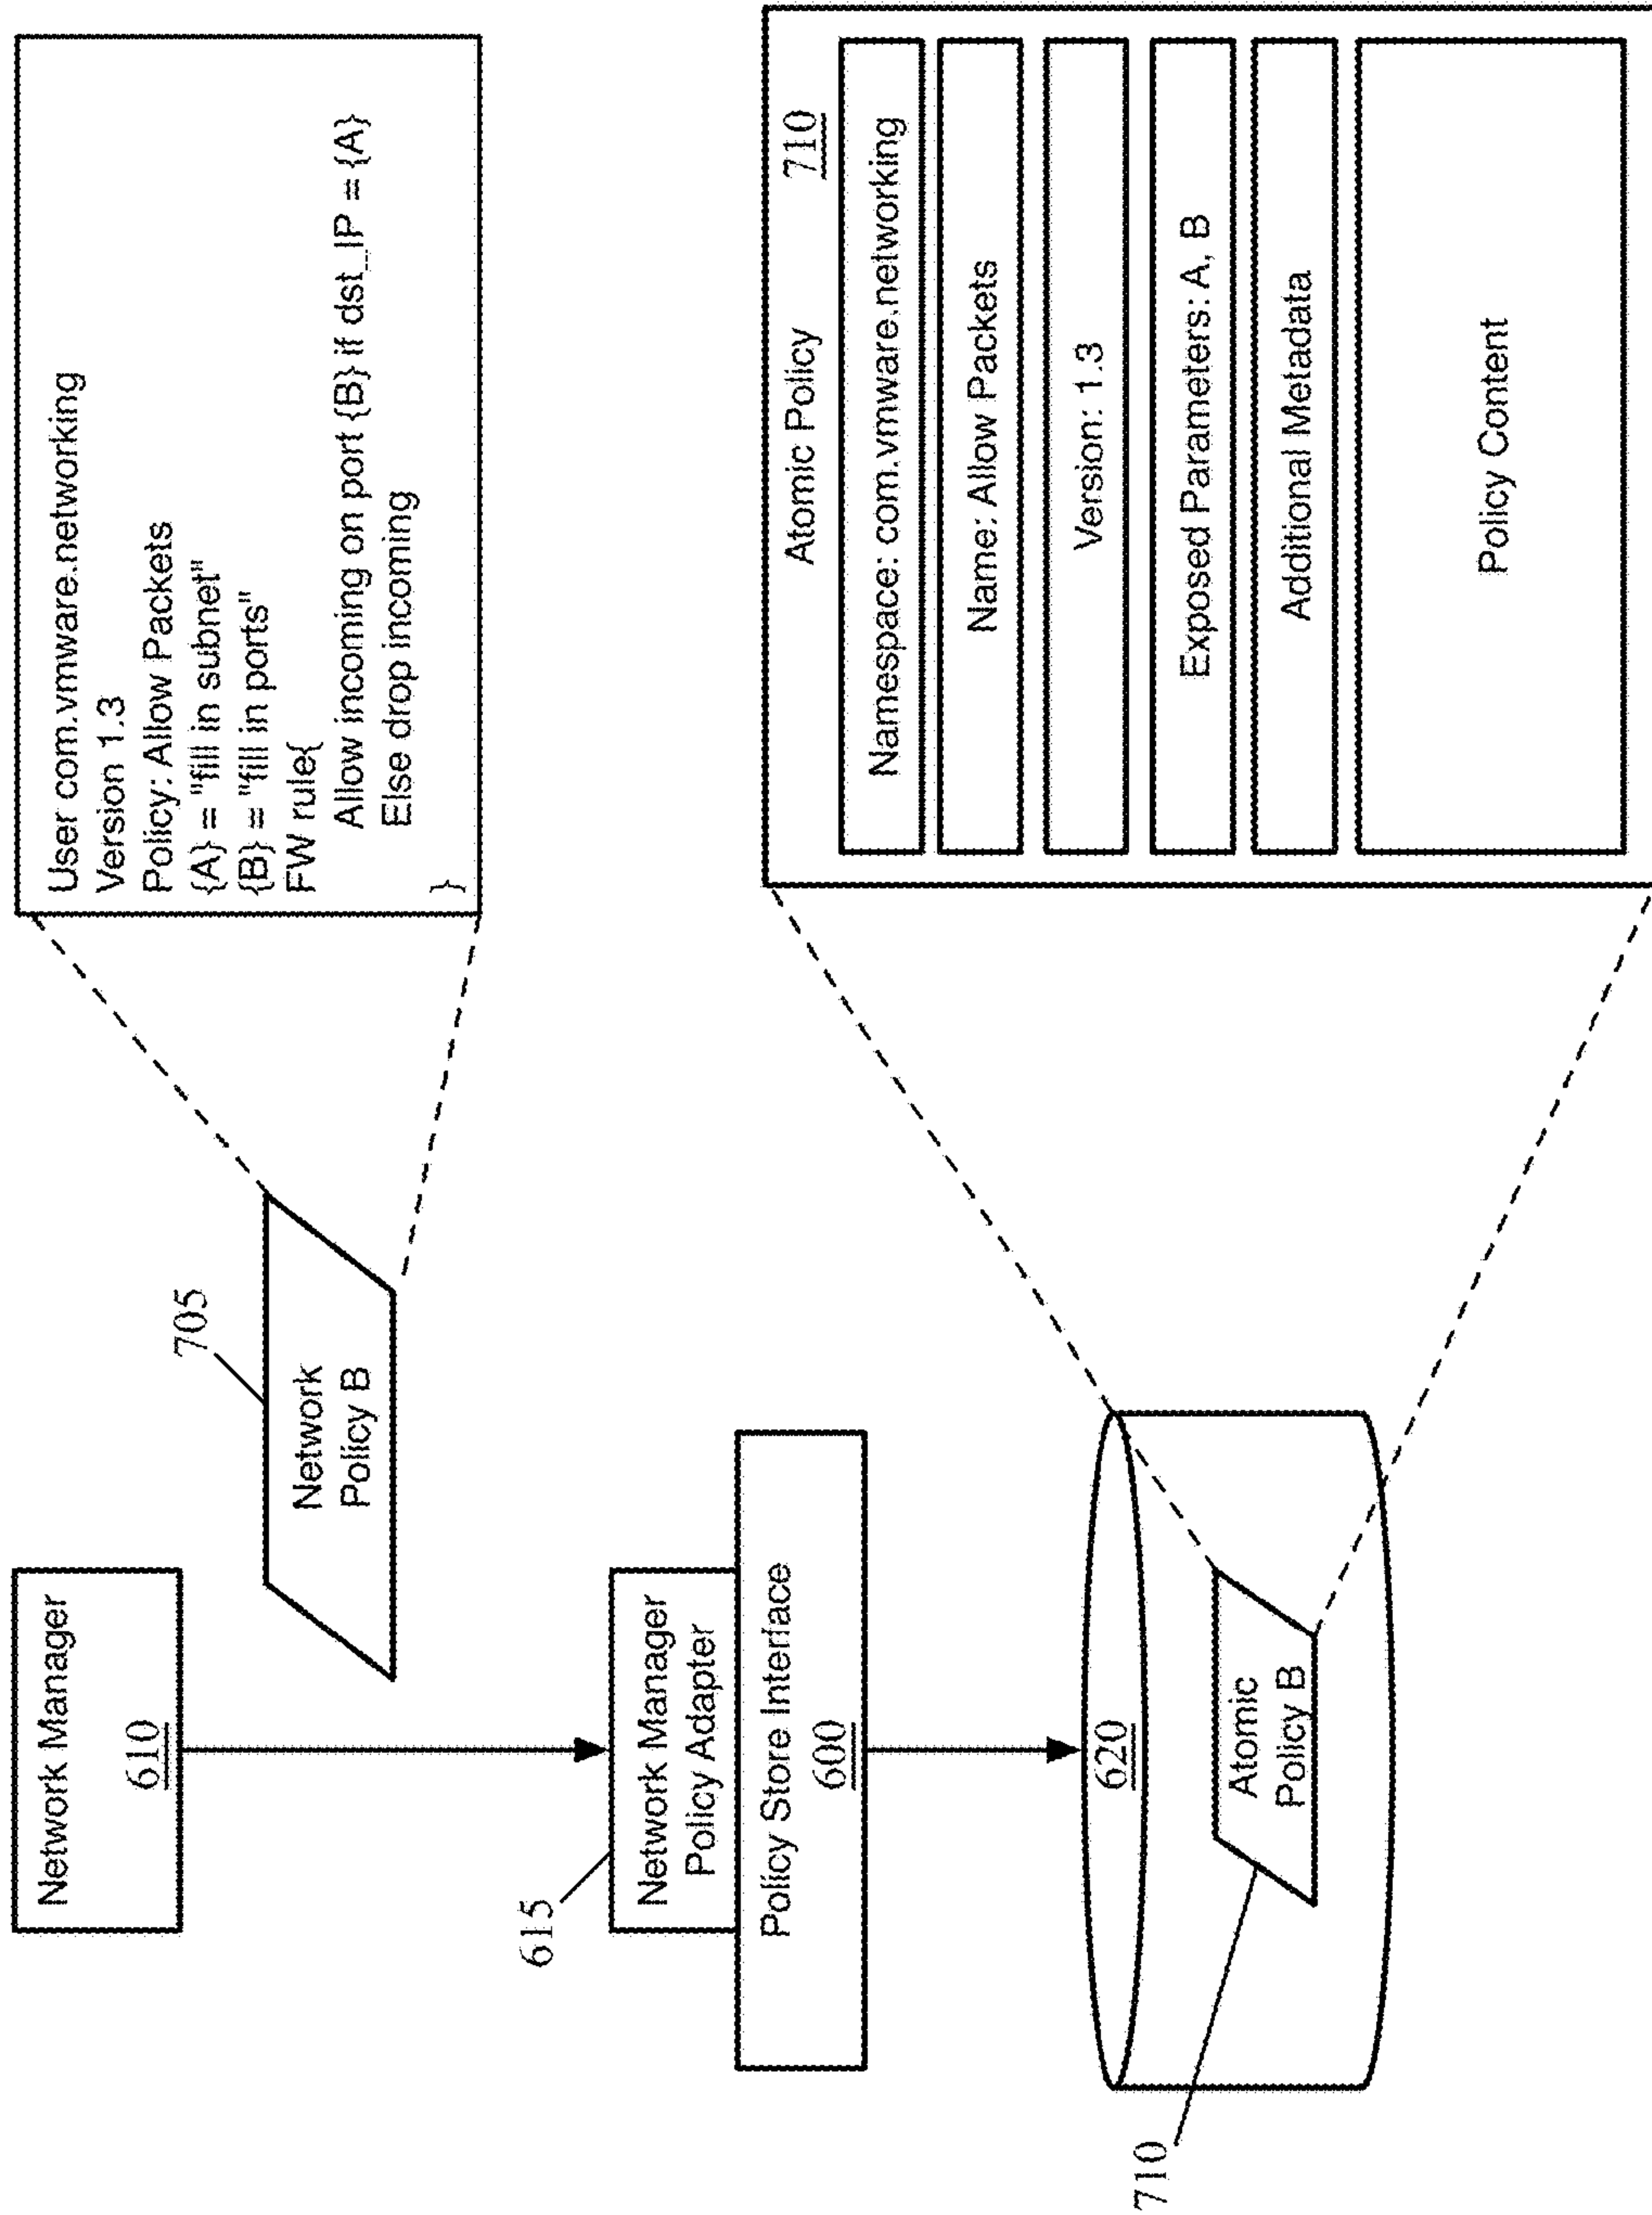 Network Manager
610
705
Network
Policy B
User com.vmware.networking
Version 1.3
Policy: Allow Packets
{A} = "fill in subnet"
{B} = "fill in ports"
FW rule{
Allow incoming on port {B} if dst_IP = {A}
Else drop incoming
}
615
Network Manager
Policy Adapter
Policy Store Interface
600
620
Atomic
Policy B
710
Atomic Policy
710
Namespace: com.vmware.networking
Name: Allow Packets
Version: 1.3
Exposed Parameters: A, B
Additional Metadata
Policy Content